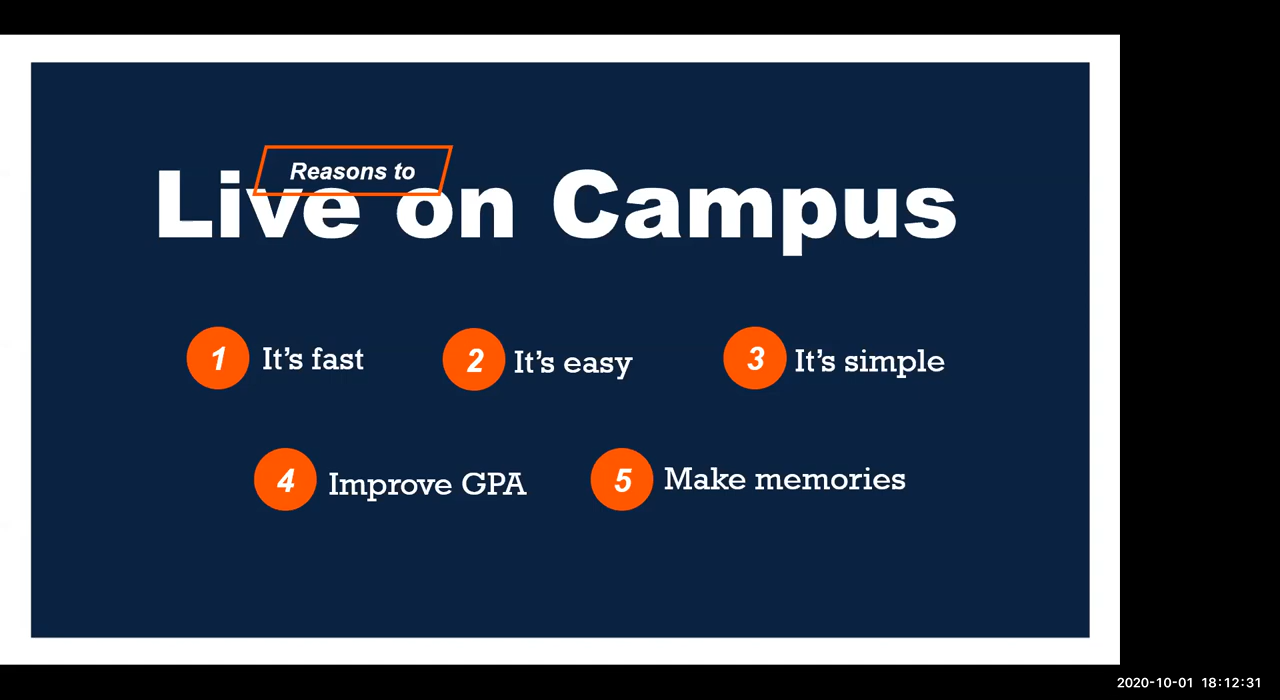 Reasons to
Live on Campus
1 It’s fast
2 It’s easy
3 It’s simple
4 Improve GPA
5 Make memories
2020-10-01 18:12:31